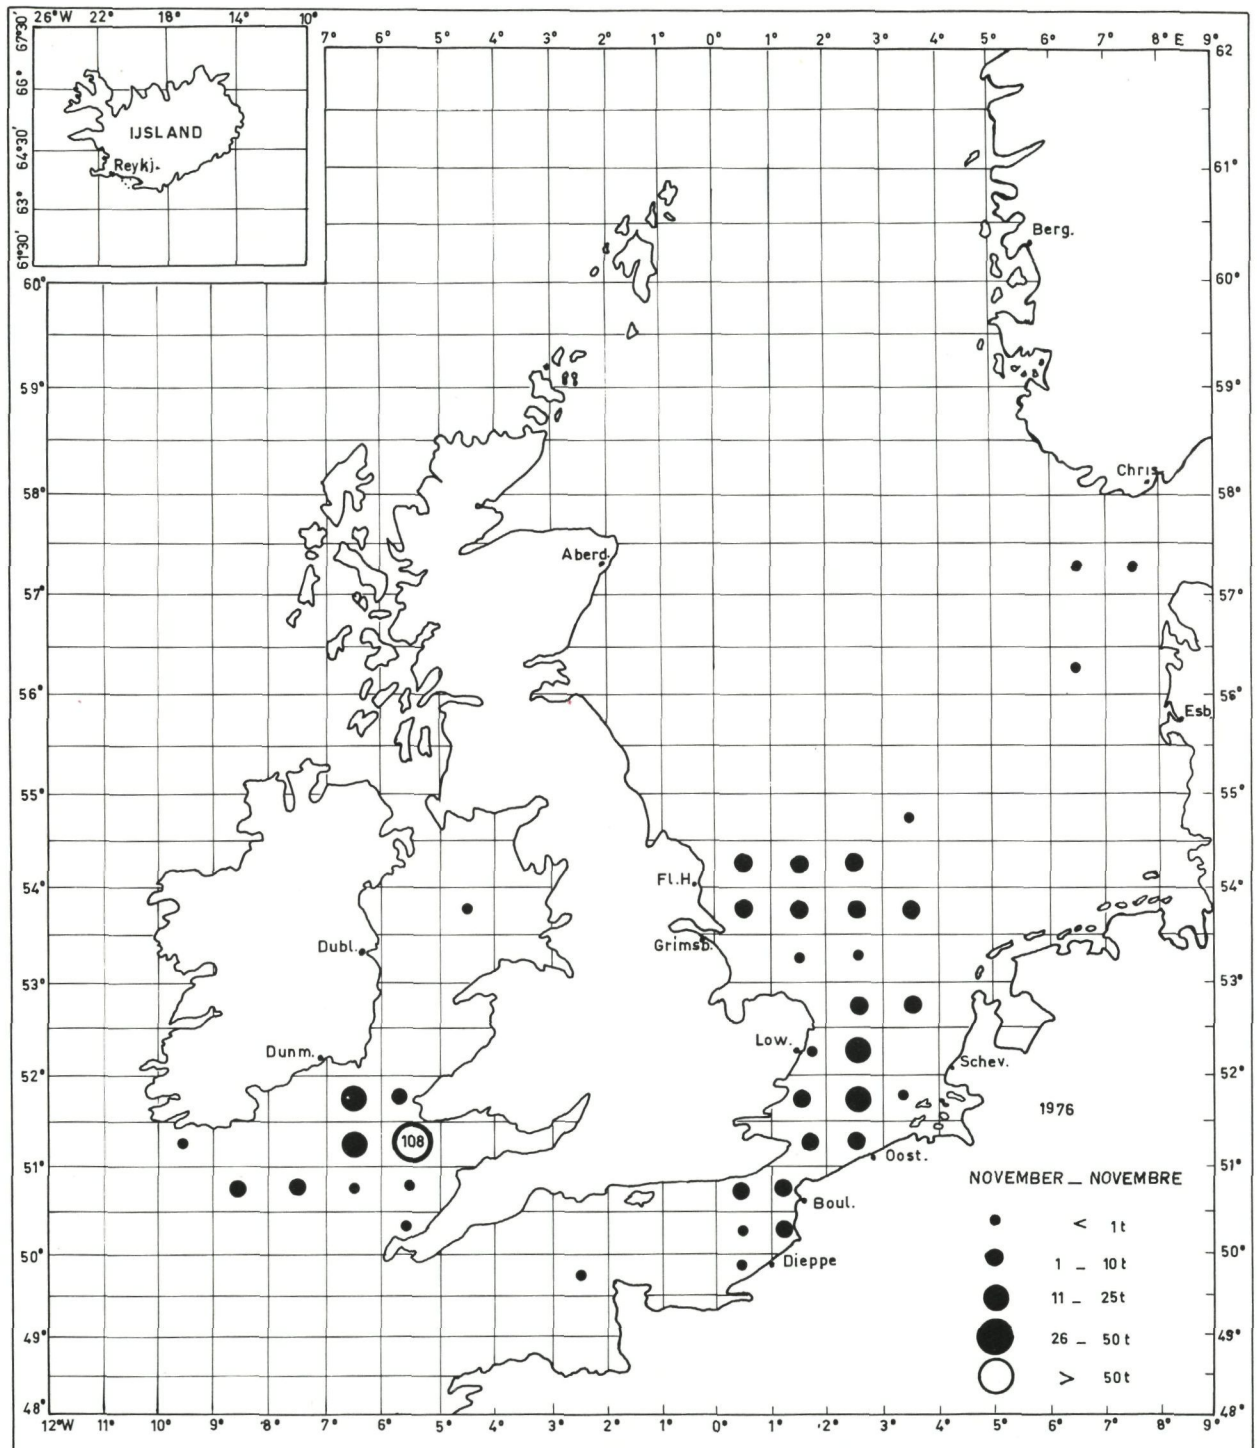 26°W 22° 18° 14° 10°
67°30' 66° 64°30' 63° 61°30'
IJSLAND
Reykj.
7° 6° 5° 4° 3° 2° 1° 0° 1° 2° 3° 4° 5° 6° 7° 8° E 9°
62
61°
60° 60°
59° 59°
58° 58°
57° 57°
56° 56°
55° 55°
54° 54°
53° 53°
52° 52°
51° 51°
50° 50°
49° 49°
48° 48°
Berg.
Chris.
Aberd.
Esb.
Fl.H.
Dubl.
Grimsb.
Dunm.
Low.
Schev.
108
Oost.
Boul.
Dieppe
1976
NOVEMBER _ NOVEMBRE
< 1t
1 _ 10t
11 _ 25t
26 _ 50t
> 50t
12°W 10° 9° 8° 7° 6° 5° 4° 3° 2° 1° 0° 1° 2° 3° 4° 5° 6° 7° 8° 9°